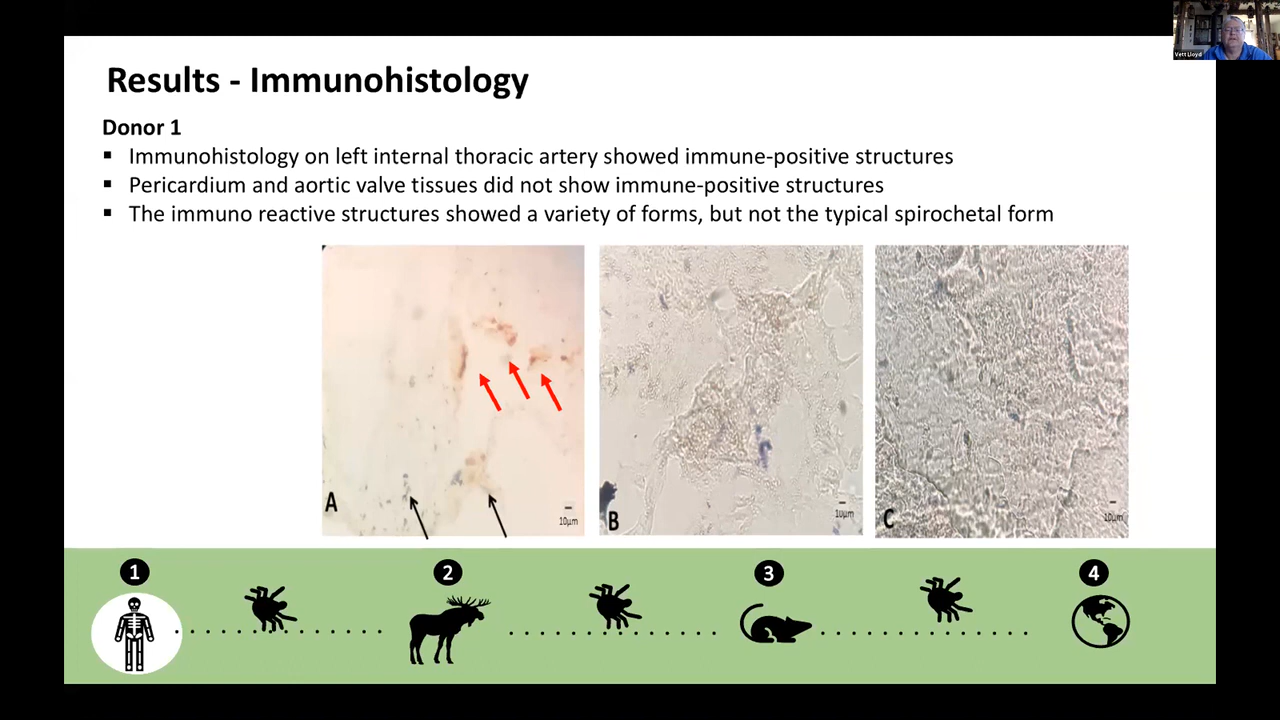 Vett Lloyd
Results - Immunohistology
Donor 1
▪ Immunohistology on left internal thoracic artery showed immune-positive structures
▪ Pericardium and aortic valve tissues did not show immune-positive structures
▪ The immuno reactive structures showed a variety of forms, but not the typical spirochetal form
A
10μm
B
10μm
C
10μm
1
2
3
4